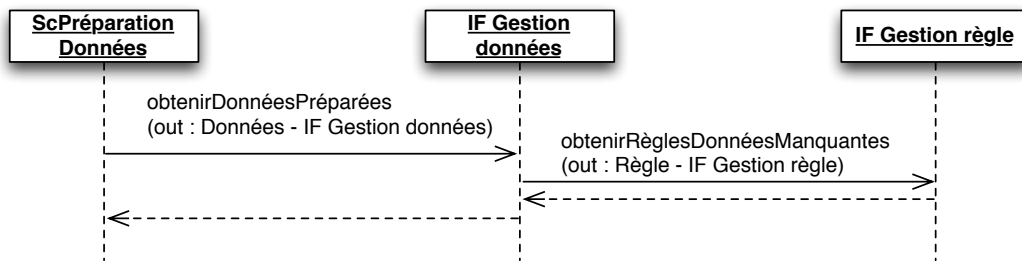 ScPréparation
Données
IF Gestion
données
IF Gestion règle
obtenirDonnéesPréparées
(out : Données - IF Gestion données)
obtenirRèglesDonnéesManquantes
(out : Règle - IF Gestion règle)